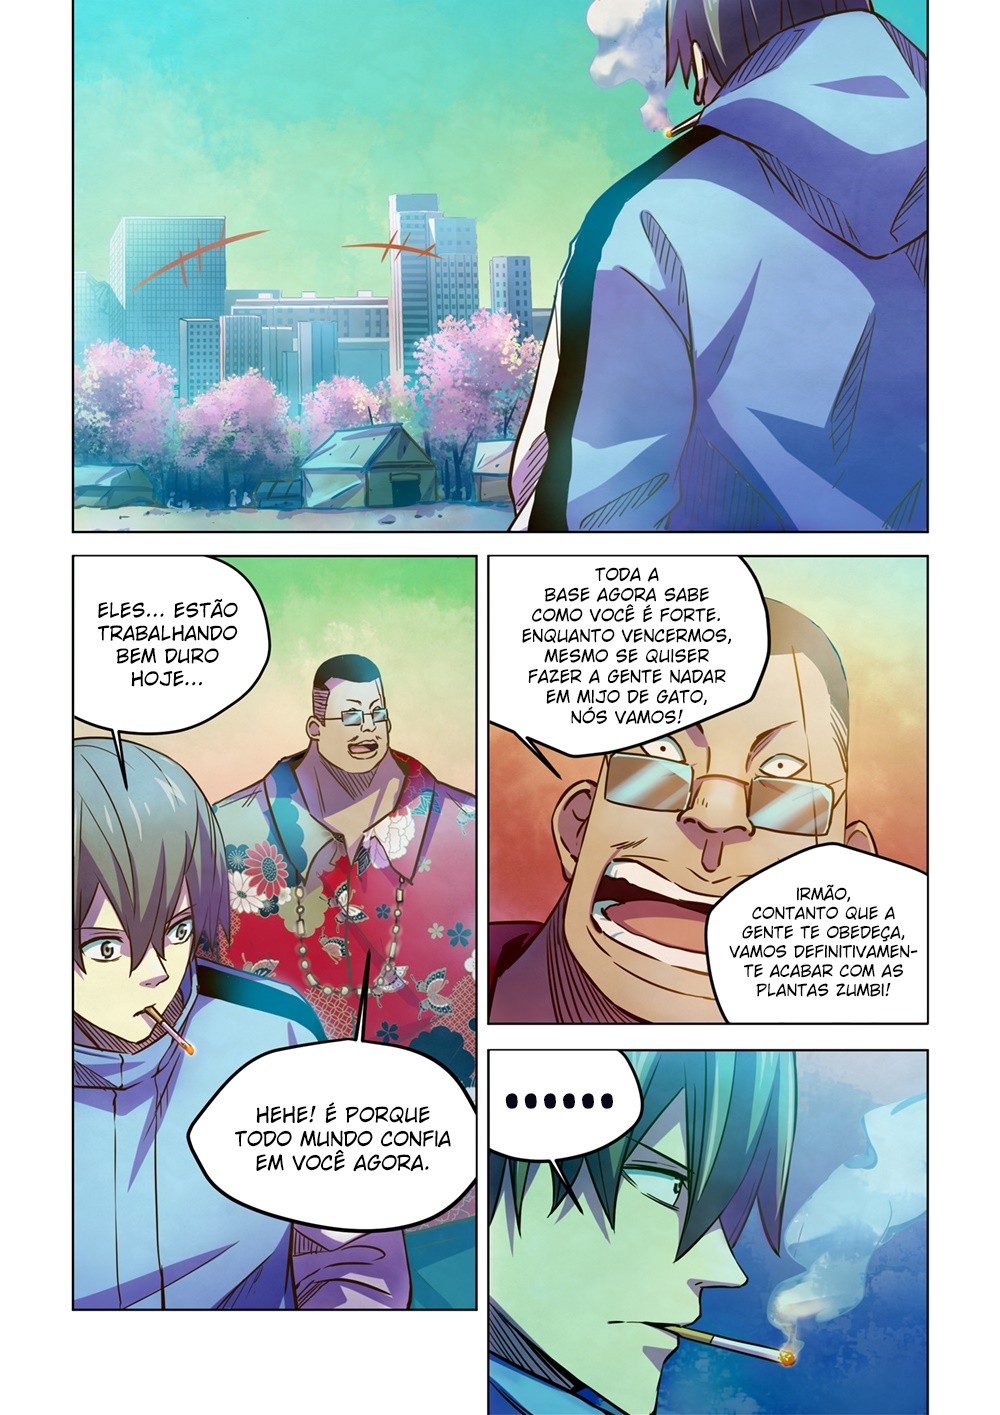 ELES... ESTÃO
TRABALHANDO
BEM DURO
HOJE...
HEHE! É PORQUE
TODO MUNDO CONFIA
EM VOCÊ AGORA.
TODA A
BASE AGORA SABE
COMO VOCÊ É FORTE.
ENQUANTO VENCERMOS,
MESMO SE QUISER
FAZER A GENTE NADAR
EM MIJO DE GATO,
NÓS VAMOS!
IRMÃO,
CONTANTO QUE A
GENTE TE OBEDEÇA,
VAMOS DEFINITIVAMEN-
TE ACABAR COM AS
PLANTAS ZUMBI!
••••••